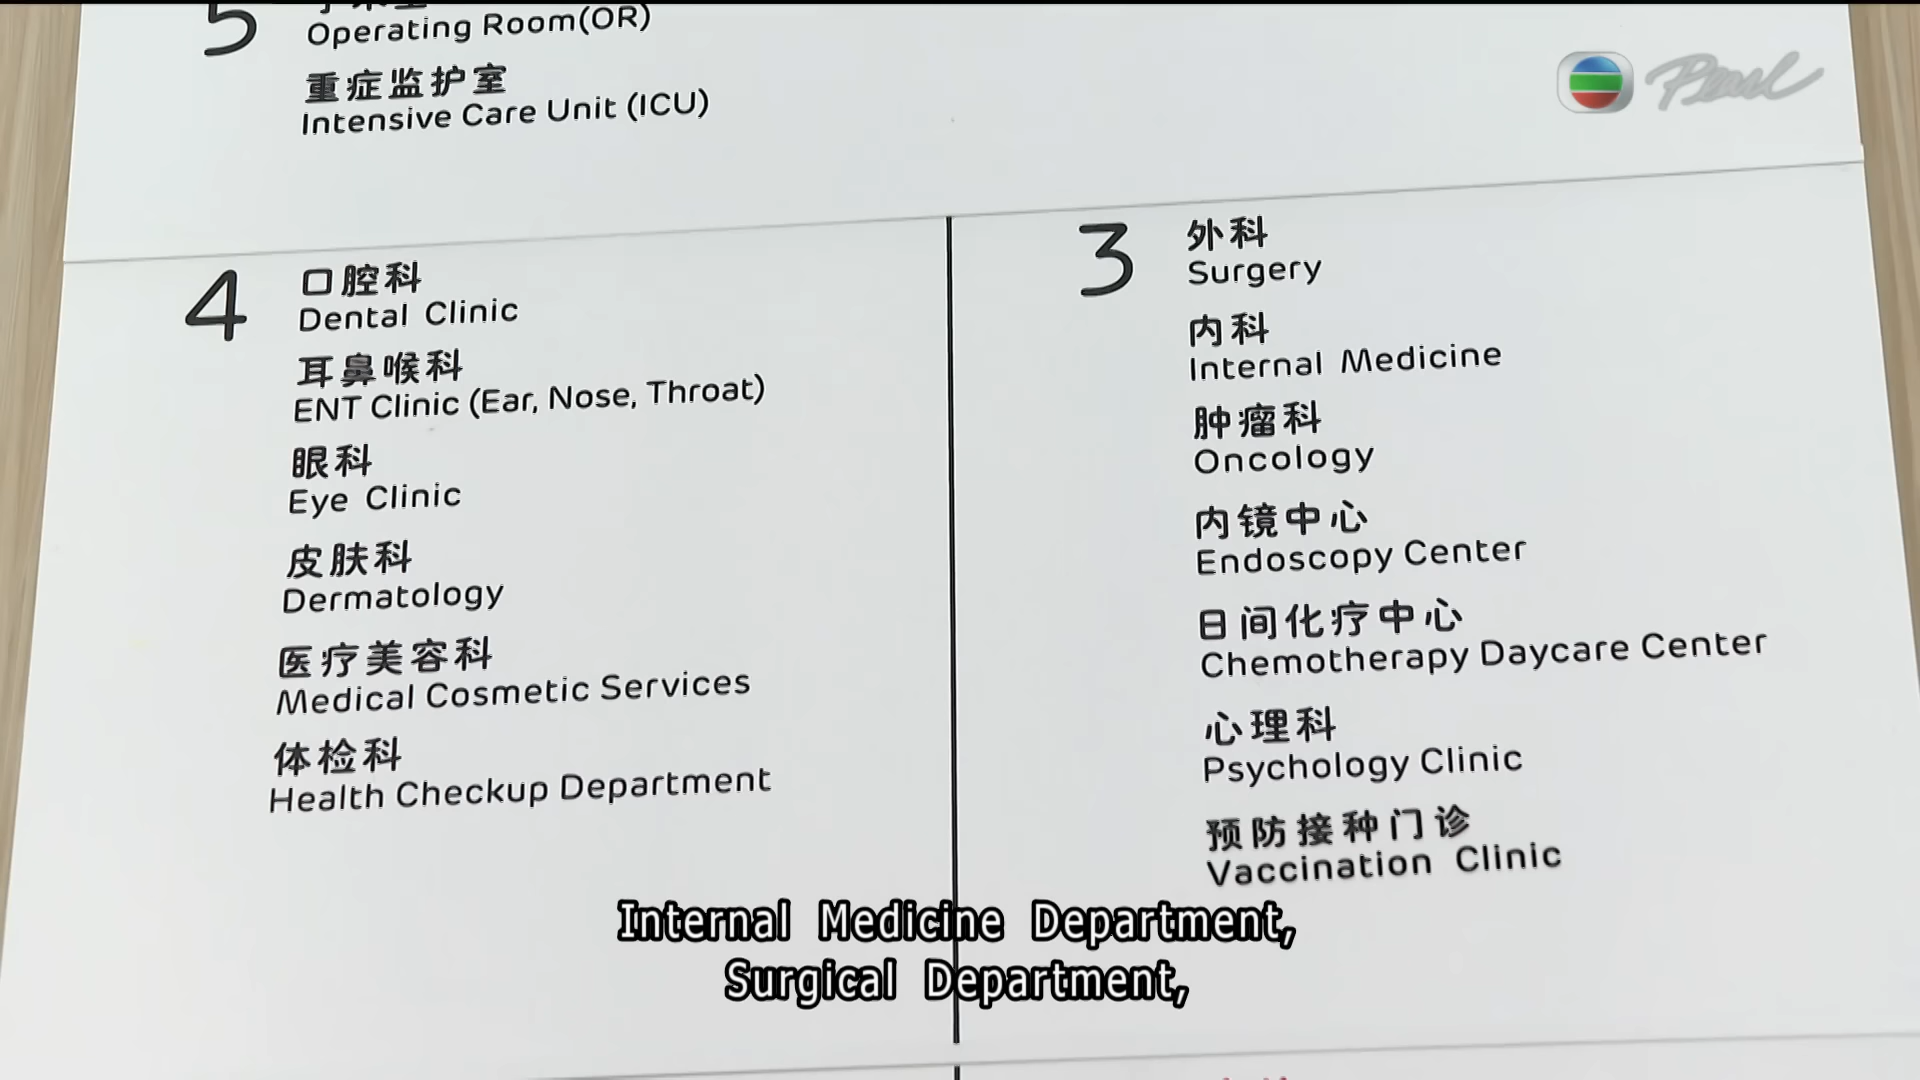 5
Operating Room(OR)
重症监护室
Intensive Care Unit (ICU)
Pearl
4
口腔科
Dental Clinic
耳鼻喉科
ENT Clinic (Ear, Nose, Throat)
眼科
Eye Clinic
皮肤科
Dermatology
医疗美容科
Medical Cosmetic Services
体检科
Health Checkup Department
3
外科
Surgery
内科
Internal Medicine
肿瘤科
Oncology
内镜中心
Endoscopy Center
日间化疗中心
Chemotherapy Daycare Center
心理科
Psychology Clinic
预防接种门诊
Vaccination Clinic
Internal Medicine Department,
Surgical Department,